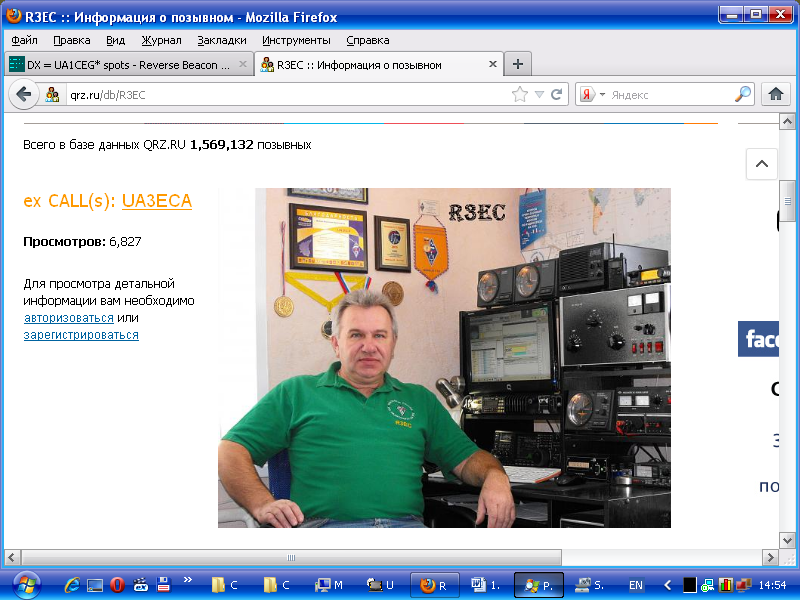 R3EC :: Информация о позывном - Mozilla Firefox
Файл Правка Вид Журнал Закладки Инструменты Справка
DX = UA1CEG* spots - Reverse Beacon ...
R3EC :: Информация о позывном
qrz.ru/db/R3EC
Яндекс
Всего в базе данных QRZ.RU 1,569,132 позывных
ex CALL(s): UA3ECA
R3EC
Просмотров: 6,827
Для просмотра детальной
информации вам необходимо
авторизоваться или
зарегистрироваться
R3EC
face
З
по
С С M U R 1. P. S. EN 14:54